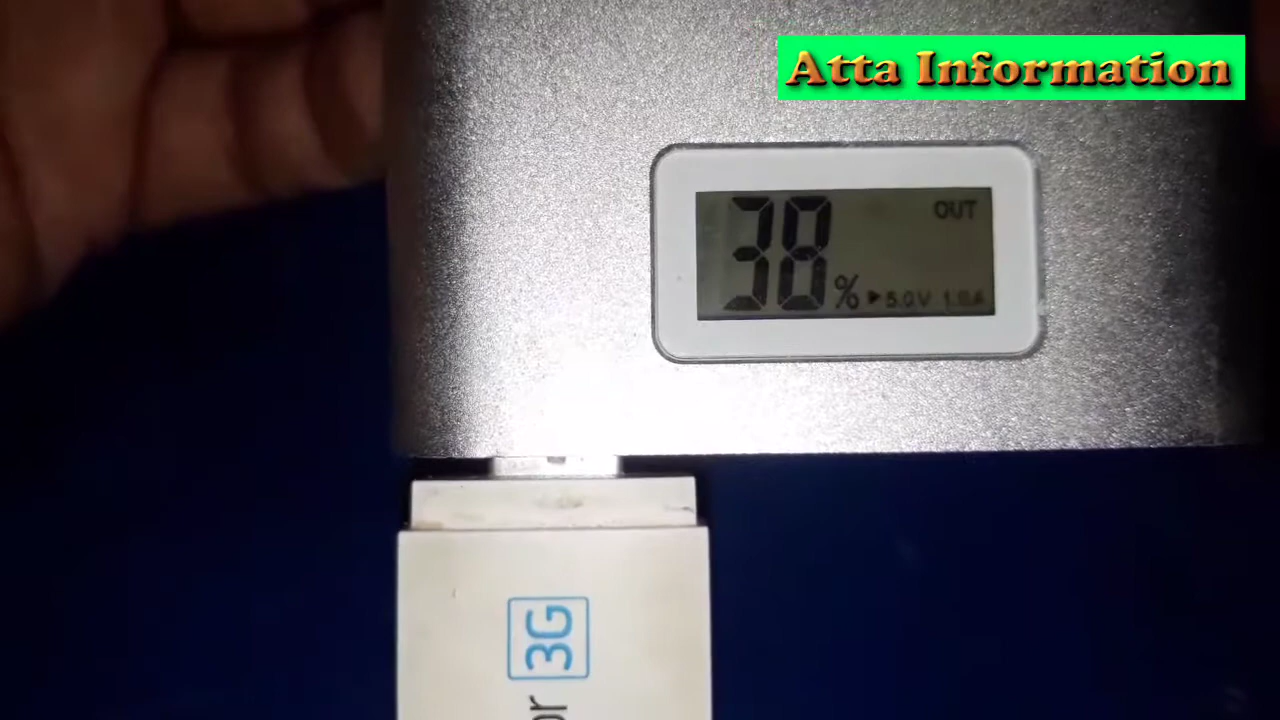 Atta Information
38 %
OUT
▶ 5.0V 1.0A
3G
or